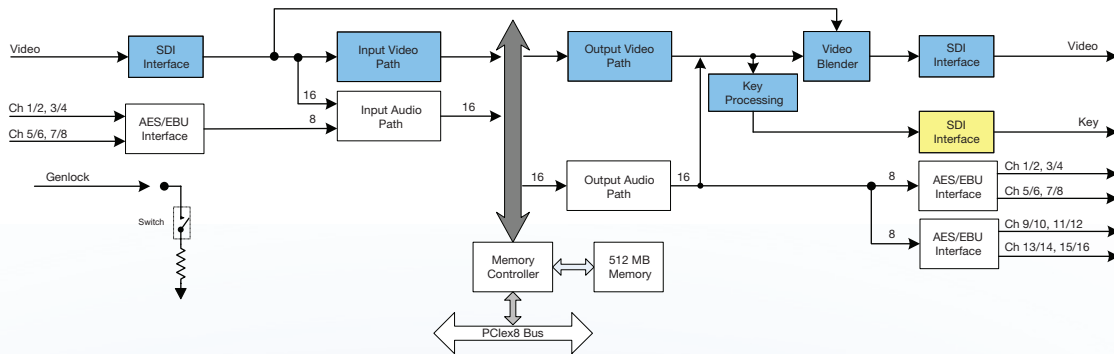 Video
SDI
Interface
Input Video
Path
Output Video
Path
Video
Blender
SDI
Interface
Video
Key
Processing
Ch 1/2, 3/4
Ch 5/6, 7/8
AES/EBU
Interface
16
8
Input Audio
Path
16
SDI
Interface
Key
Genlock
Switch
16
Output Audio
Path
16
8
AES/EBU
Interface
Ch 1/2, 3/4
Ch 5/6, 7/8
8
AES/EBU
Interface
Ch 9/10, 11/12
Ch 13/14, 15/16
Memory
Controller
512 MB
Memory
PCIex8 Bus